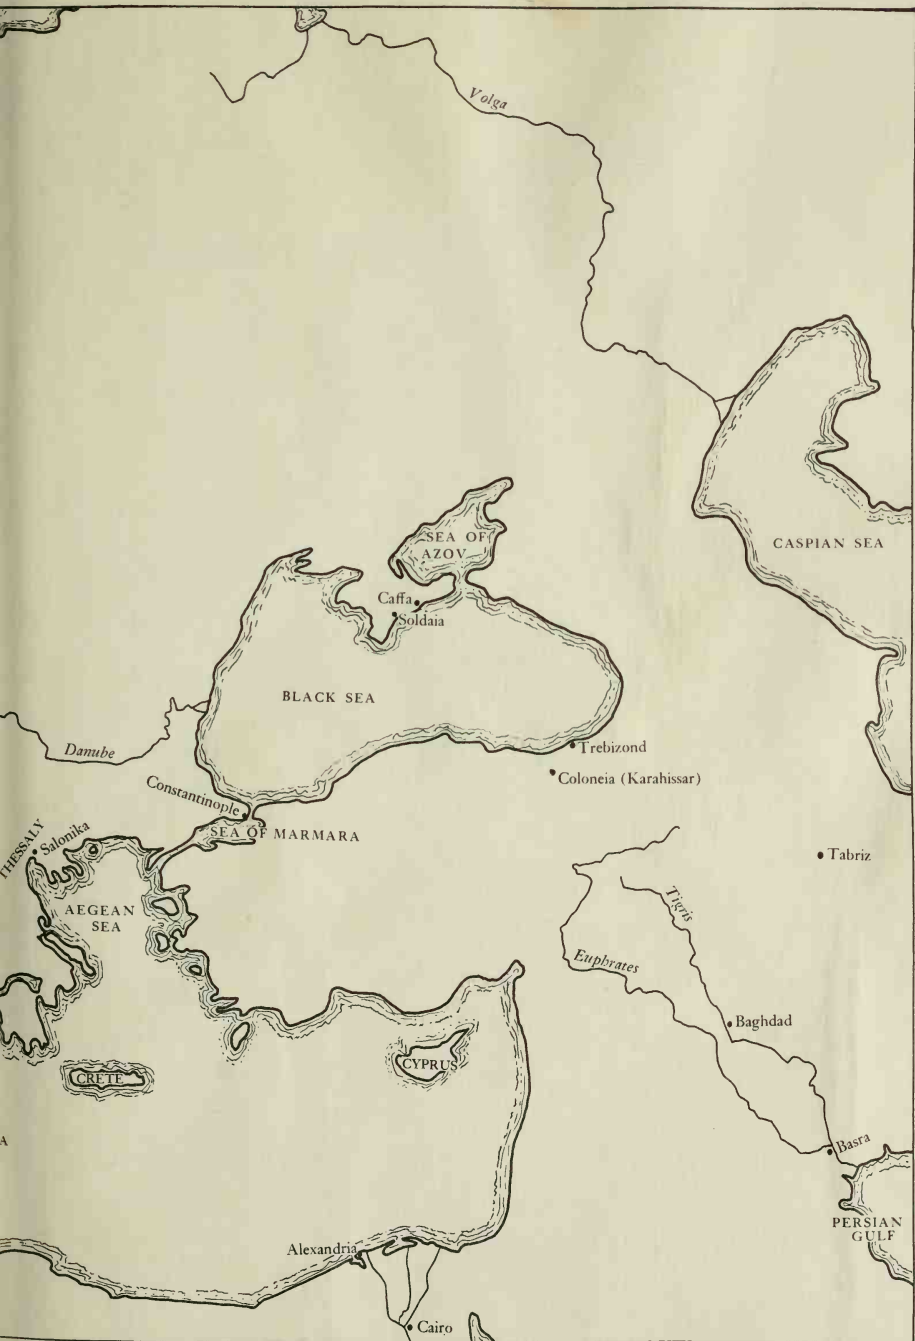 Volga
SEA OF
AZOV
CASPIAN SEA
Caffa
Soldaia
BLACK SEA
Danube
Trebizond
Coloneia (Karahissar)
Constantinople
SEA OF MARMARA
THESSALY
Salonika
Tabriz
AEGEAN
SEA
Tigris
Euphrates
Baghdad
CYPRUS
CRETE
A
Basra
PERSIAN
GULF
Alexandria
Cairo